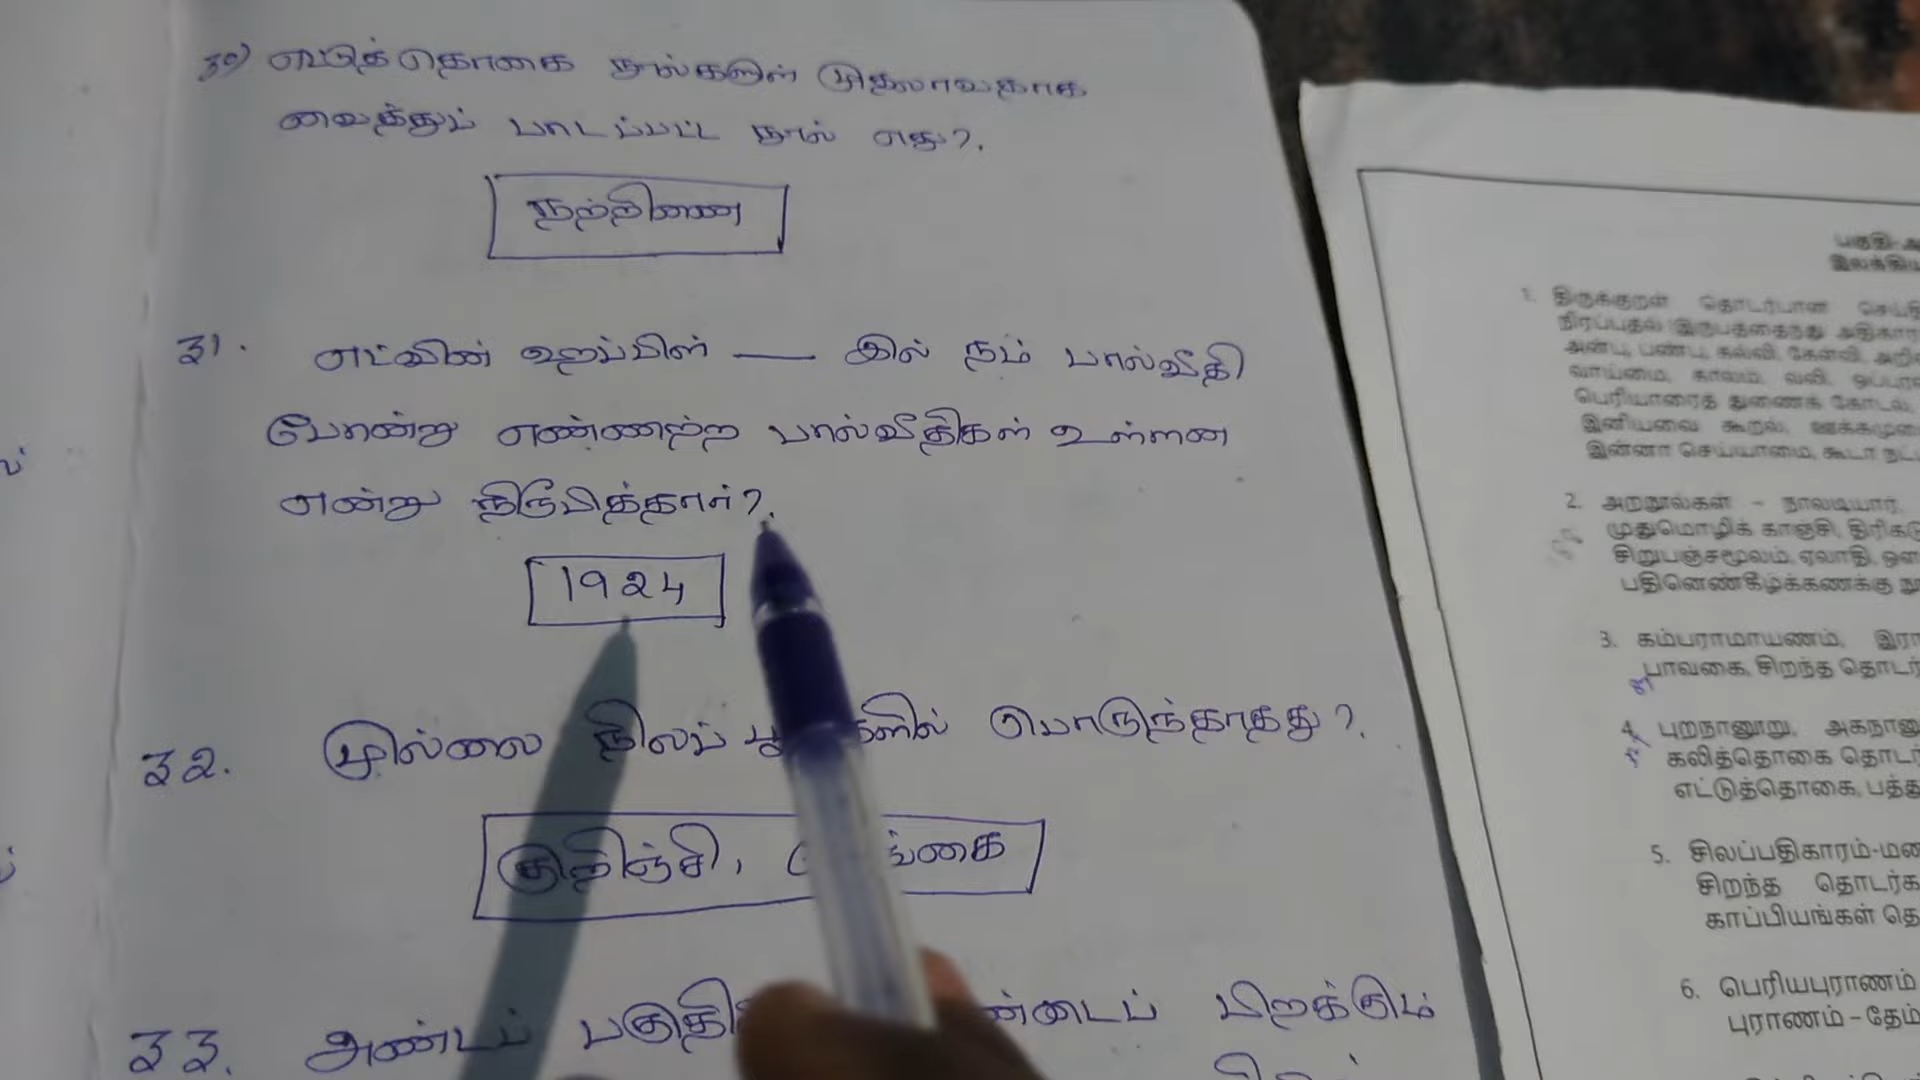 30) எட்டுத் தொகை நூல்களுள் முதலாவதாக
வைத்துப் பாடப்பட்ட நூல் எது?.
நற்றிணை
31. எட்வின் ஹப்பிள் — இல் நம் பால்வீதி
போன்று எண்ணற்ற பால்வீதிகள் உள்ளன
என்று நிரூபித்தார்?.
1924
32. முல்லை நிலப் களில் பொருந்தாதது?.
குறிஞ்சி,
33. அண்டப் பிறக்கும்
பகுதி-அ
இலக்கிய
1. திருக்குறள் தொடர்பான செய்தி
நிரப்புதல் (இருபத்தைந்து அதிகார
அன்பு, பண்பு, கல்வி, கேள்வி, அறி
வாய்மை, காலம், வலி, ஒப்புர
பெரியாரைத் துணைக் கோடல்,
இனியவை கூறல், ஊக்கமுடை
இன்னா செய்யாமை, கூடா நட்
2. அறநூல்கள் – நாலடியார்,
முதுமொழிக் காஞ்சி, திரிகடு
சிறுபஞ்சமூலம், ஏலாதி, ஔ
பதினெண்கீழ்க்கணக்கு நூ
3. கம்பராமாயணம், இரா
பாவகை, சிறந்த தொடர்
4. புறநானூறு, அகநானூ
கலித்தொகை தொடர்
எட்டுத்தொகை, பத்து
5. சிலப்பதிகாரம்-மண
சிறந்த தொடர்க
காப்பியங்கள் தொ
6. பெரியபுராணம்
புராணம் – தேம்